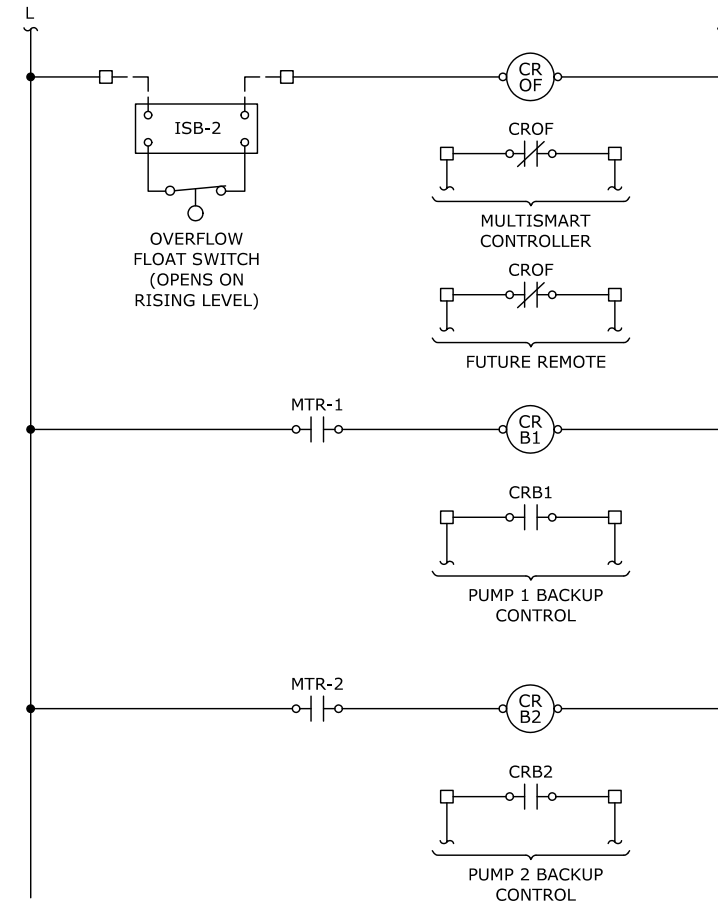 L
CR
OF
ISB-2
OVERFLOW
FLOAT SWITCH
(OPENS ON
RISING LEVEL)
CROF
MULTISMART
CONTROLLER
CROF
FUTURE REMOTE
MTR-1
CR
B1
CRB1
PUMP 1 BACKUP
CONTROL
MTR-2
CR
B2
CRB2
PUMP 2 BACKUP
CONTROL